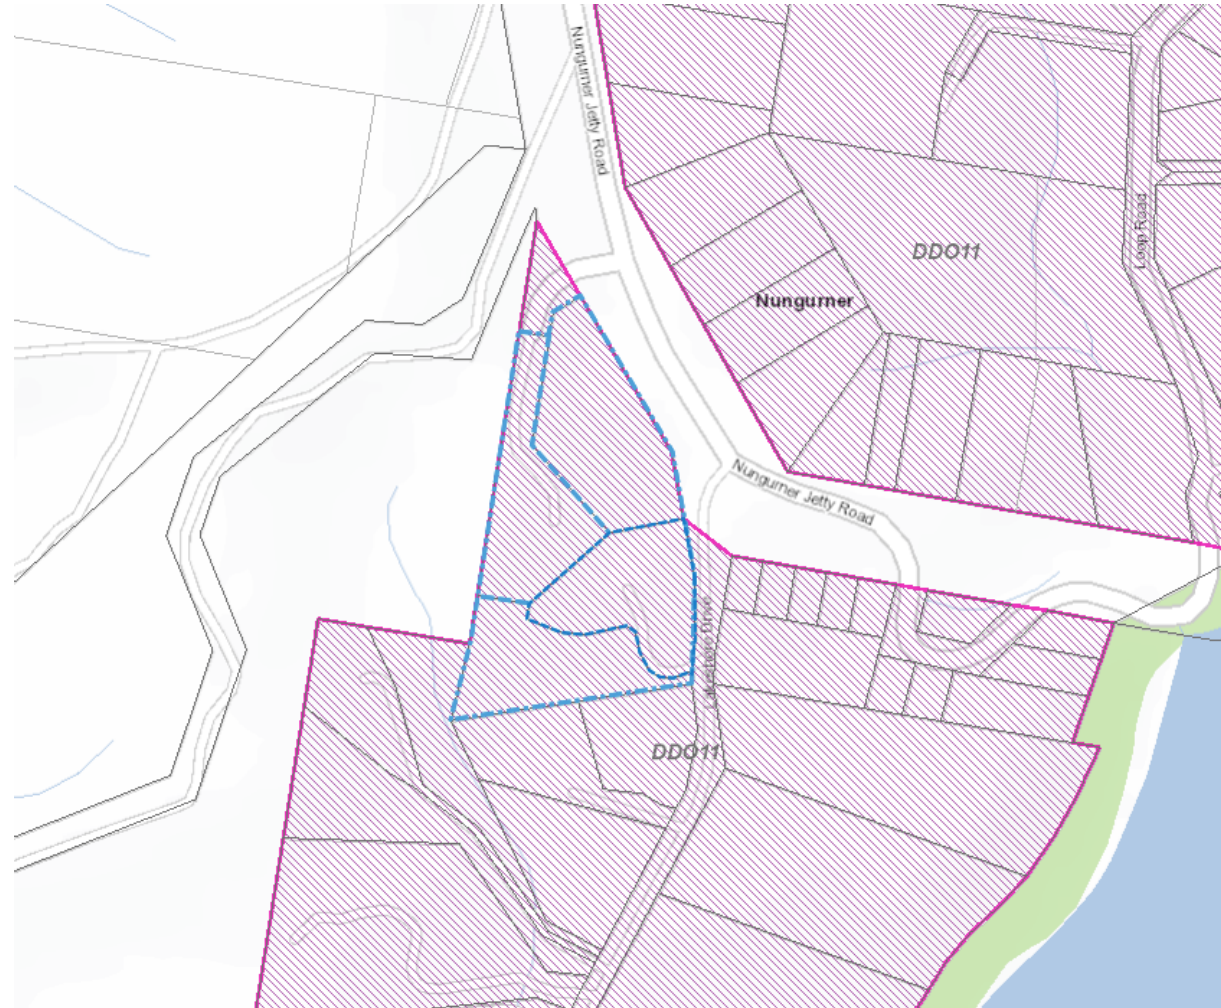 Nungurner Jetty Road
Loop Road
DDO11
Nungurner
Nungurner Jetty Road
Lakeshore Drive
DDO11